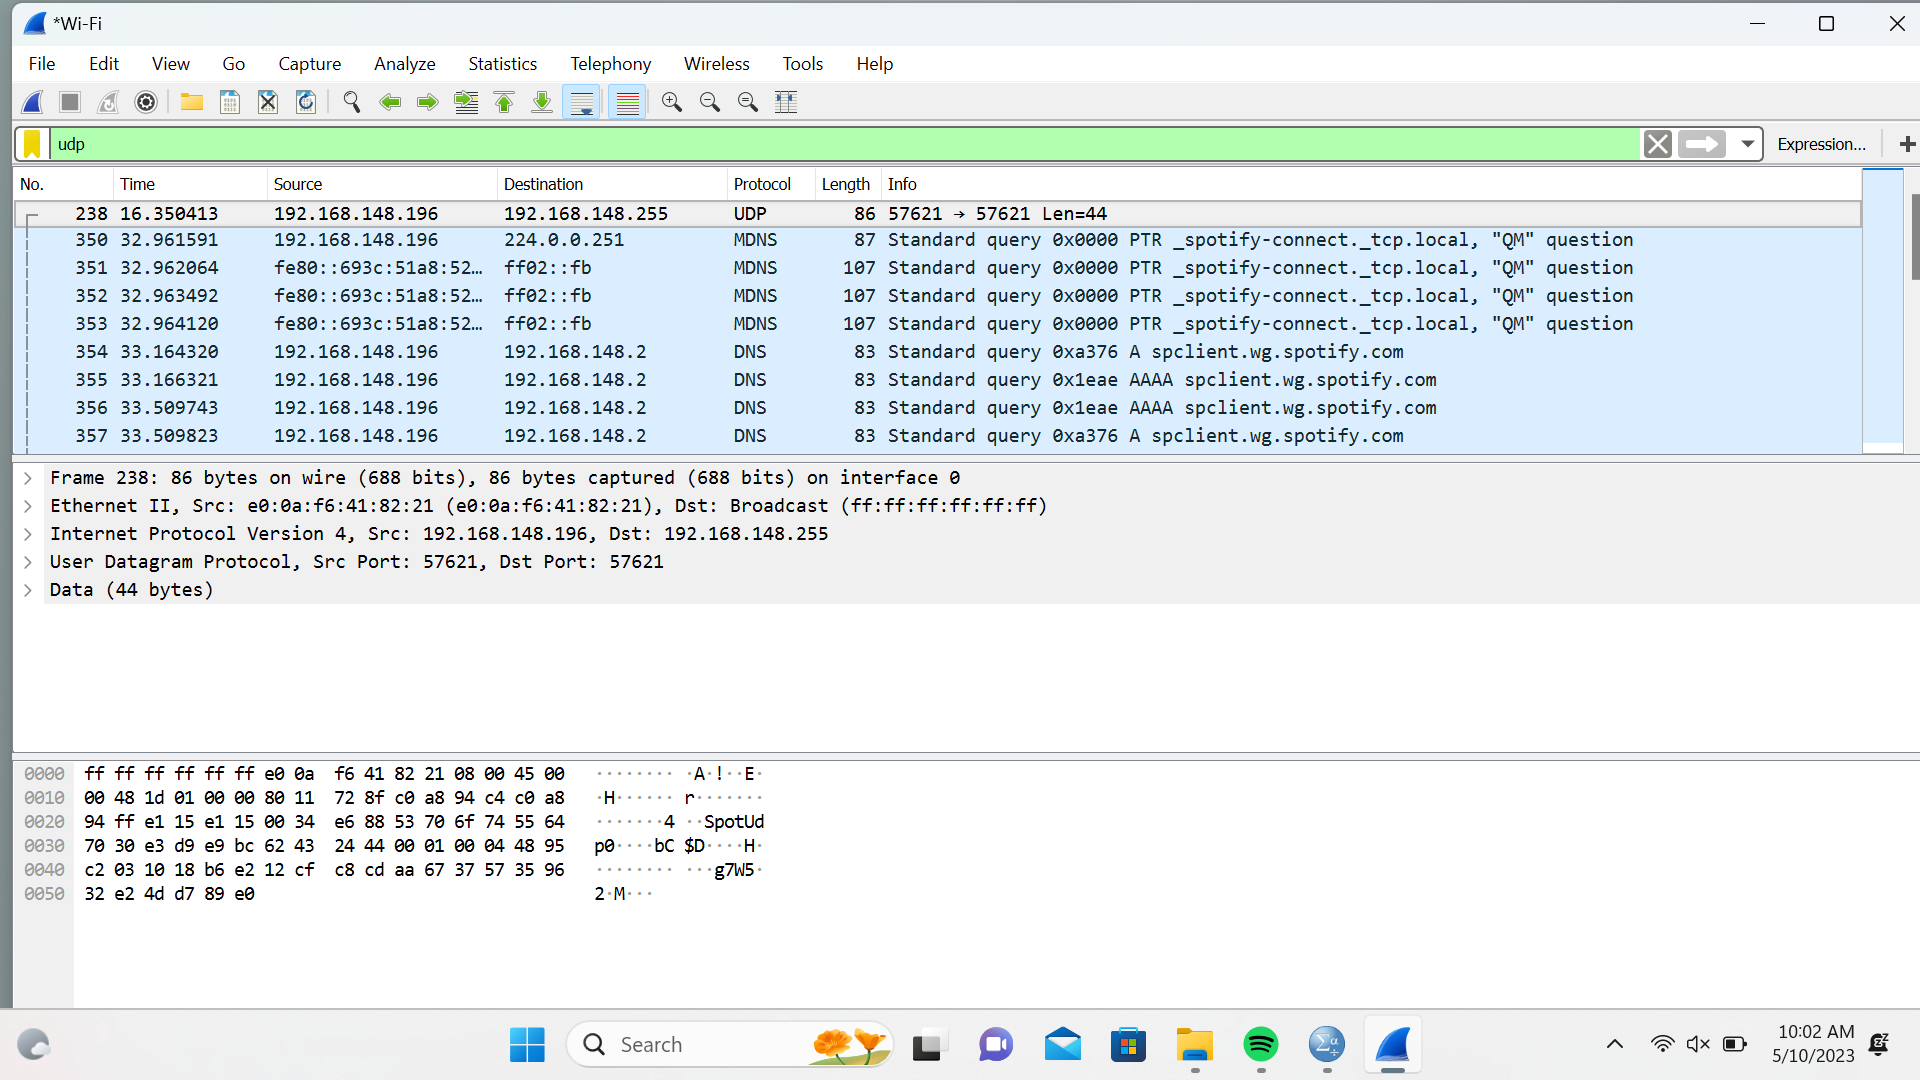 *Wi-Fi
File Edit View Go Capture Analyze Statistics Telephony Wireless Tools Help
udp
Expression...
No. Time Source Destination Protocol Length Info
238 16.350413 192.168.148.196 192.168.148.255 UDP 86 57621 → 57621 Len=44
350 32.961591 192.168.148.196 224.0.0.251 MDNS 87 Standard query 0x0000 PTR _spotify-connect._tcp.local, "QM" question
351 32.962064 fe80::693c:51a8:52… ff02::fb MDNS 107 Standard query 0x0000 PTR _spotify-connect._tcp.local, "QM" question
352 32.963492 fe80::693c:51a8:52… ff02::fb MDNS 107 Standard query 0x0000 PTR _spotify-connect._tcp.local, "QM" question
353 32.964120 fe80::693c:51a8:52… ff02::fb MDNS 107 Standard query 0x0000 PTR _spotify-connect._tcp.local, "QM" question
354 33.164320 192.168.148.196 192.168.148.2 DNS 83 Standard query 0xa376 A spclient.wg.spotify.com
355 33.166321 192.168.148.196 192.168.148.2 DNS 83 Standard query 0x1eae AAAA spclient.wg.spotify.com
356 33.509743 192.168.148.196 192.168.148.2 DNS 83 Standard query 0x1eae AAAA spclient.wg.spotify.com
357 33.509823 192.168.148.196 192.168.148.2 DNS 83 Standard query 0xa376 A spclient.wg.spotify.com
Frame 238: 86 bytes on wire (688 bits), 86 bytes captured (688 bits) on interface 0
Ethernet II, Src: e0:0a:f6:41:82:21 (e0:0a:f6:41:82:21), Dst: Broadcast (ff:ff:ff:ff:ff:ff)
Internet Protocol Version 4, Src: 192.168.148.196, Dst: 192.168.148.255
User Datagram Protocol, Src Port: 57621, Dst Port: 57621
Data (44 bytes)
0000 ff ff ff ff ff ff e0 0a f6 41 82 21 08 00 45 00 ········ ·A·!··E·
0010 00 48 1d 01 00 00 80 11 72 8f c0 a8 94 c4 c0 a8 ·H······ r·······
0020 94 ff e1 15 e1 15 00 34 e6 88 53 70 6f 74 55 64 ·······4 ··SpotUd
0030 70 30 e3 d9 e9 bc 62 43 24 44 00 01 00 04 48 95 p0····bC $D····H·
0040 c2 03 10 18 b6 e2 12 cf c8 cd aa 67 37 57 35 96 ········ ···g7W5·
0050 32 e2 4d d7 89 e0 2·M···
Search
10:02 AM
5/10/2023